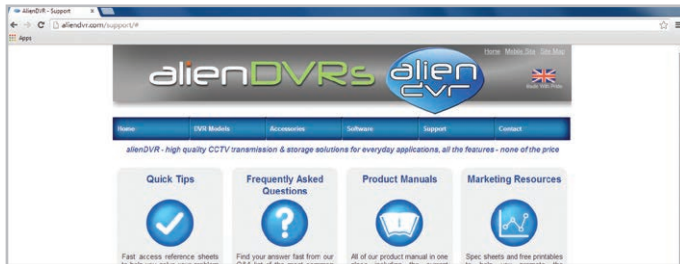 AlienDVR - Support
aliendvr.com/support/#
Apps
Home Mobile Site Site Map
alienDVRs alien dvr
Made With Pride
Home DVR Models Accessories Software Support Contact
alienDVR - high quality CCTV transmission & storage solutions for everyday applications, all the features - none of the price
Quick Tips Frequently Asked Questions Product Manuals Marketing Resources
Fast access reference sheets Find your answer fast from our All of our product manual in one Spec sheets and free printables